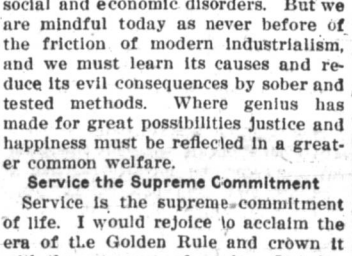 social and economic disorders. But we
are mindful today as never before of
the friction of modern industrialism,
and we must learn its causes and re-
duce its evil consequences by sober and
tested methods. Where genius has
made for great possibilities justice and
happiness must be reflected in a great-
er common welfare.
Service the Supreme Commitment
Service is the supreme commitment
of life. I would rejoice to acclaim the
era of the Golden Rule and crown it